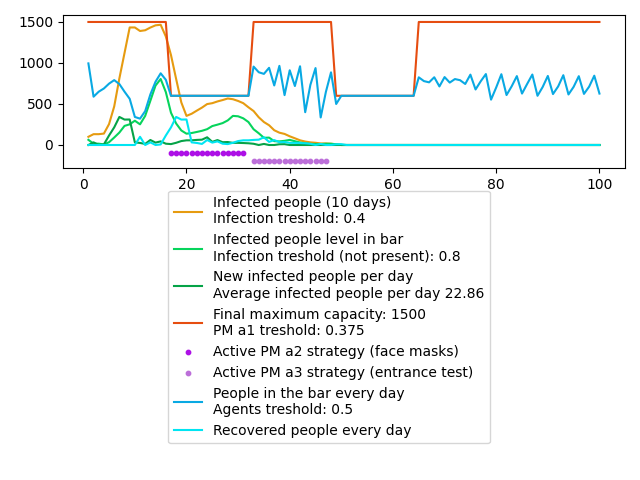 1500
1000
500
0
0
20
40
60
80
100
Infected people (10 days)
Infection treshold: 0.4
Infected people level in bar
Infection treshold (not present): 0.8
New infected people per day
Average infected people per day 22.86
Final maximum capacity: 1500
PM a1 treshold: 0.375
Active PM a2 strategy (face masks)
Active PM a3 strategy (entrance test)
People in the bar every day
Agents treshold: 0.5
Recovered people every day